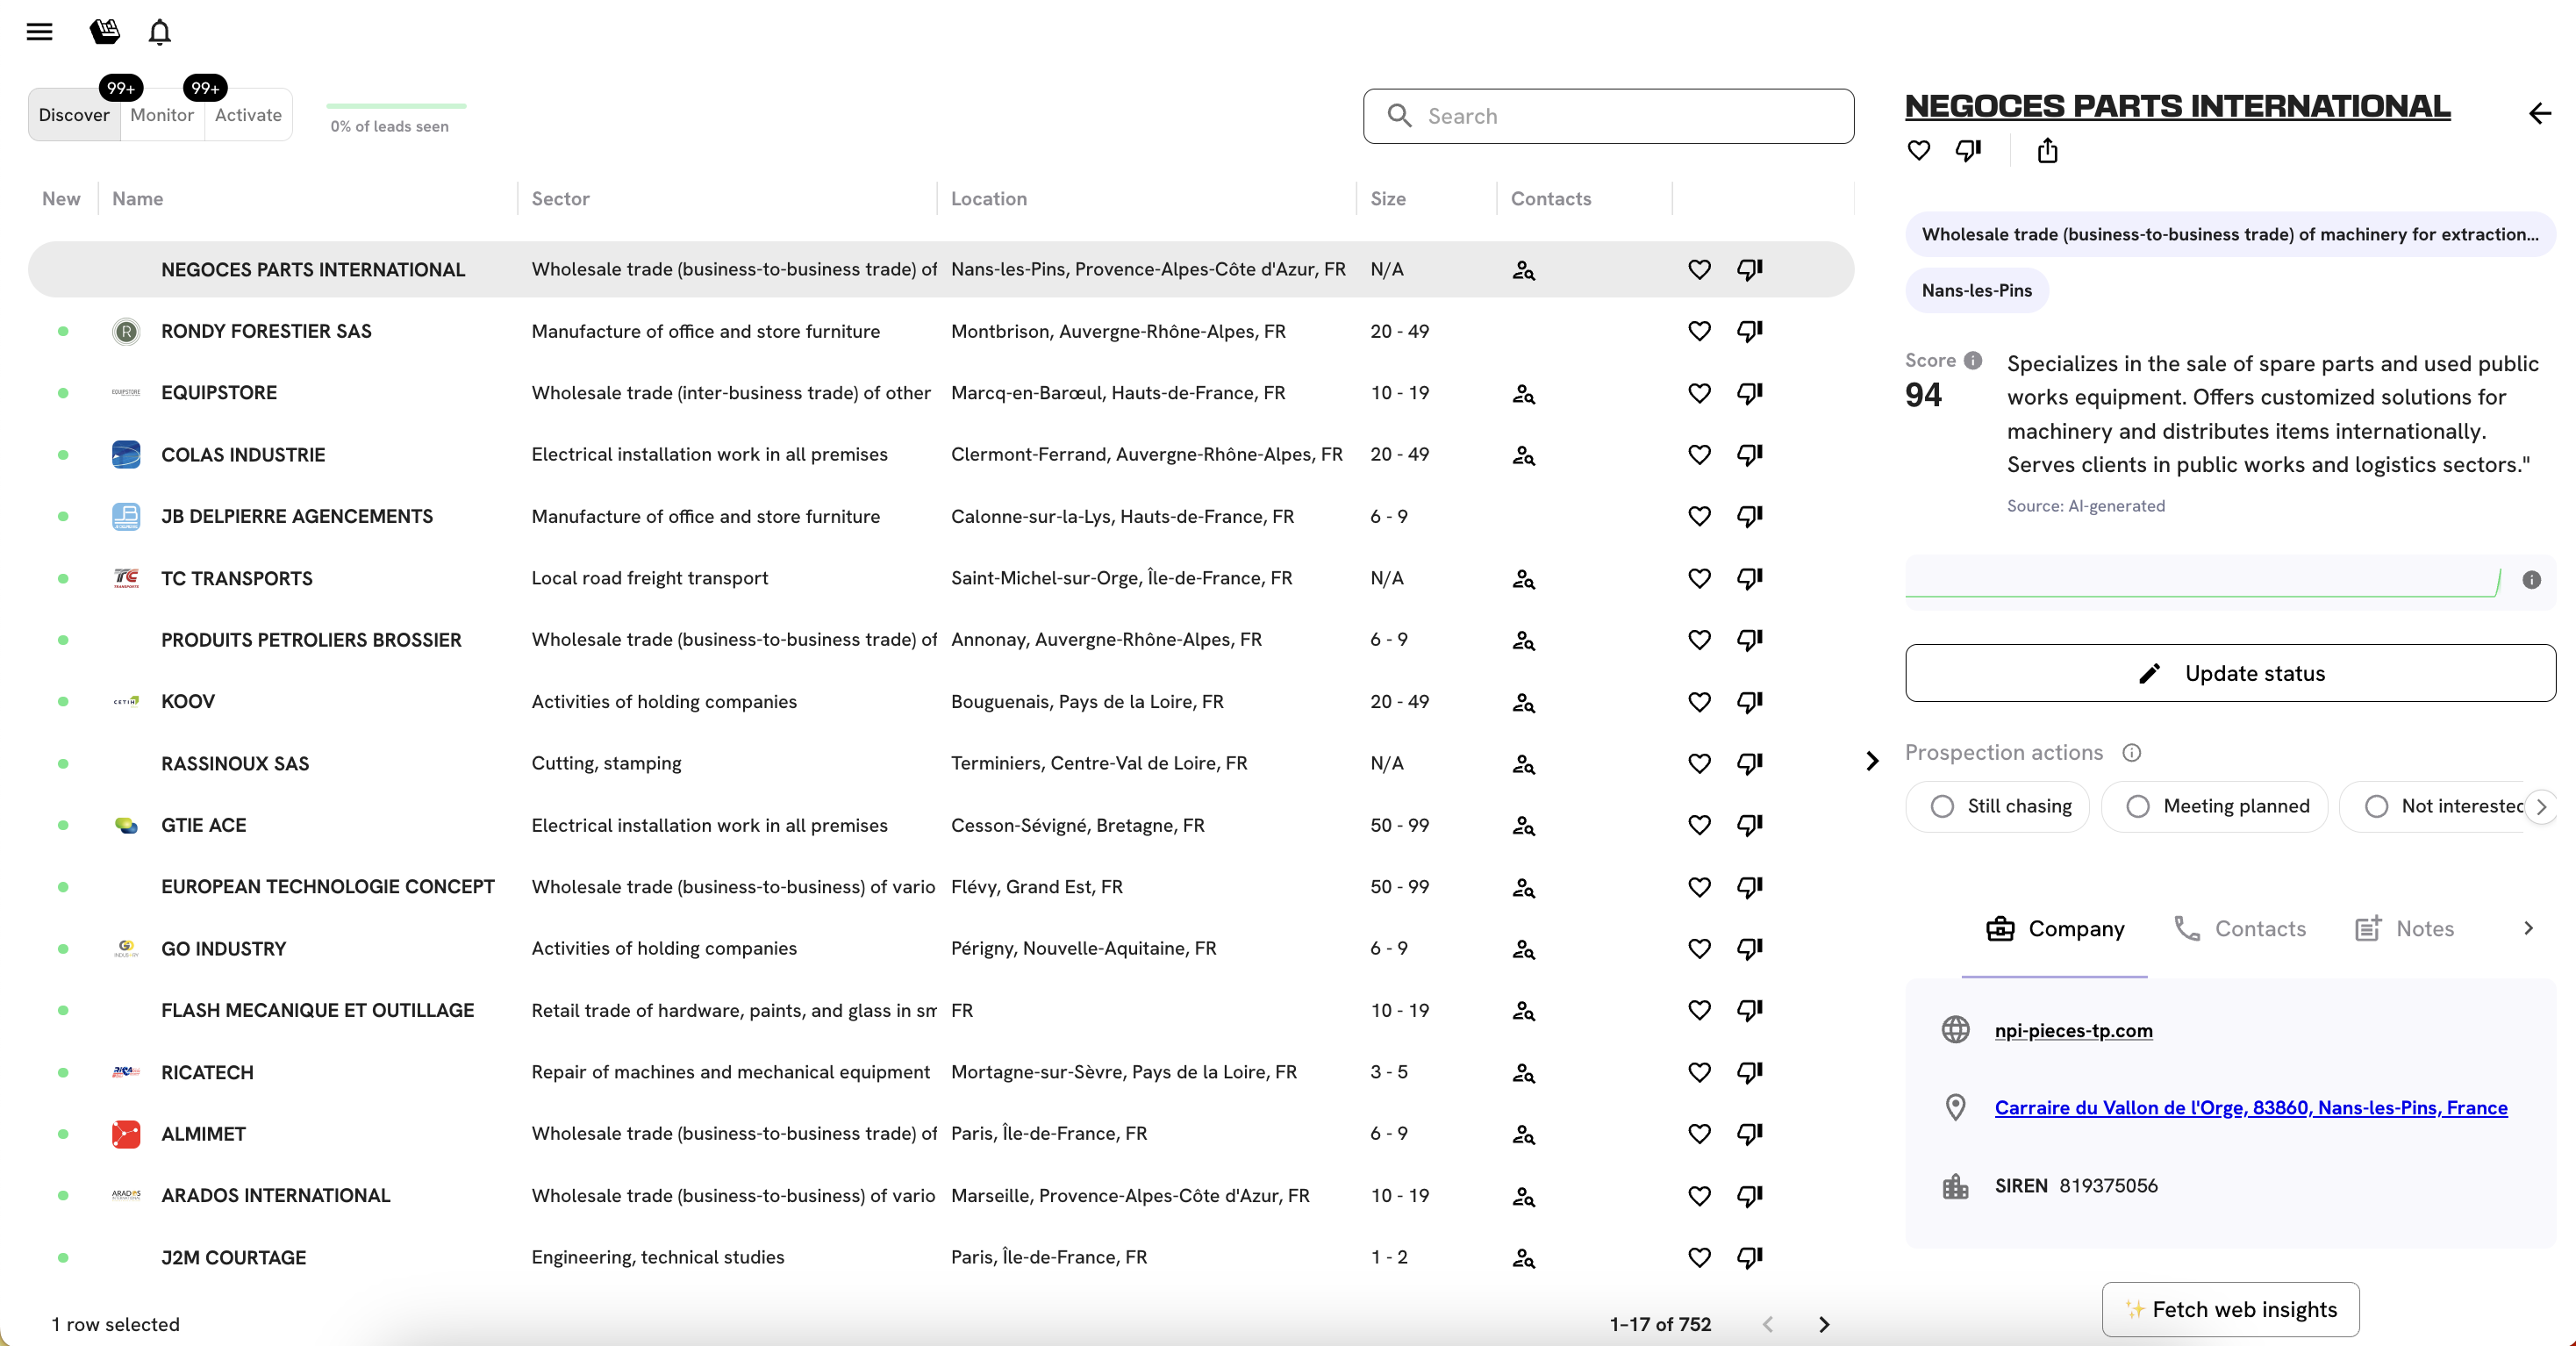 99+ 99+
Discover Monitor Activate
0% of leads seen
Search
New Name Sector Location Size Contacts
NEGOCES PARTS INTERNATIONAL Wholesale trade (business-to-business trade) of Nans-les-Pins, Provence-Alpes-Côte d'Azur, FR N/A
R RONDY FORESTIER SAS Manufacture of office and store furniture Montbrison, Auvergne-Rhône-Alpes, FR 20 - 49
EQUIPSTORE EQUIPSTORE Wholesale trade (inter-business trade) of other Marcq-en-Barœul, Hauts-de-France, FR 10 - 19
COLAS INDUSTRIE Electrical installation work in all premises Clermont-Ferrand, Auvergne-Rhône-Alpes, FR 20 - 49
JB JB DELPIERRE AGENCEMENTS Manufacture of office and store furniture Calonne-sur-la-Lys, Hauts-de-France, FR 6 - 9
TC TRANSPORTS TC TRANSPORTS Local road freight transport Saint-Michel-sur-Orge, Île-de-France, FR N/A
PRODUITS PETROLIERS BROSSIER Wholesale trade (business-to-business trade) of Annonay, Auvergne-Rhône-Alpes, FR 6 - 9
CETIH KOOV Activities of holding companies Bouguenais, Pays de la Loire, FR 20 - 49
RASSINOUX SAS Cutting, stamping Terminiers, Centre-Val de Loire, FR N/A
GTIE ACE Electrical installation work in all premises Cesson-Sévigné, Bretagne, FR 50 - 99
EUROPEAN TECHNOLOGIE CONCEPT Wholesale trade (business-to-business) of vario Flévy, Grand Est, FR 50 - 99
GO INDUSTRY GO INDUSTRY Activities of holding companies Périgny, Nouvelle-Aquitaine, FR 6 - 9
FLASH MECANIQUE ET OUTILLAGE Retail trade of hardware, paints, and glass in sm FR 10 - 19
RICATECH Repair of machines and mechanical equipment Mortagne-sur-Sèvre, Pays de la Loire, FR 3 - 5
ALMIMET Wholesale trade (business-to-business trade) of Paris, Île-de-France, FR 6 - 9
ARADOS ARADOS INTERNATIONAL Wholesale trade (business-to-business) of vario Marseille, Provence-Alpes-Côte d'Azur, FR 10 - 19
J2M COURTAGE Engineering, technical studies Paris, Île-de-France, FR 1 - 2
1 row selected 1–17 of 752
NEGOCES PARTS INTERNATIONAL
Wholesale trade (business-to-business trade) of machinery for extraction...
Nans-les-Pins
Score
94
Specializes in the sale of spare parts and used public
works equipment. Offers customized solutions for
machinery and distributes items internationally.
Serves clients in public works and logistics sectors."
Source: AI-generated
Update status
Prospection actions
Still chasing Meeting planned Not interested
Company Contacts Notes
npi-pieces-tp.com
Carraire du Vallon de l'Orge, 83860, Nans-les-Pins, France
SIREN 819375056
✨ Fetch web insights